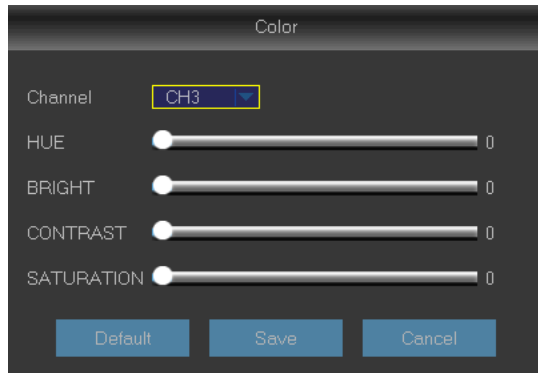 Color
Channel CH3
HUE 0
BRIGHT 0
CONTRAST 0
SATURATION 0
Default Save Cancel